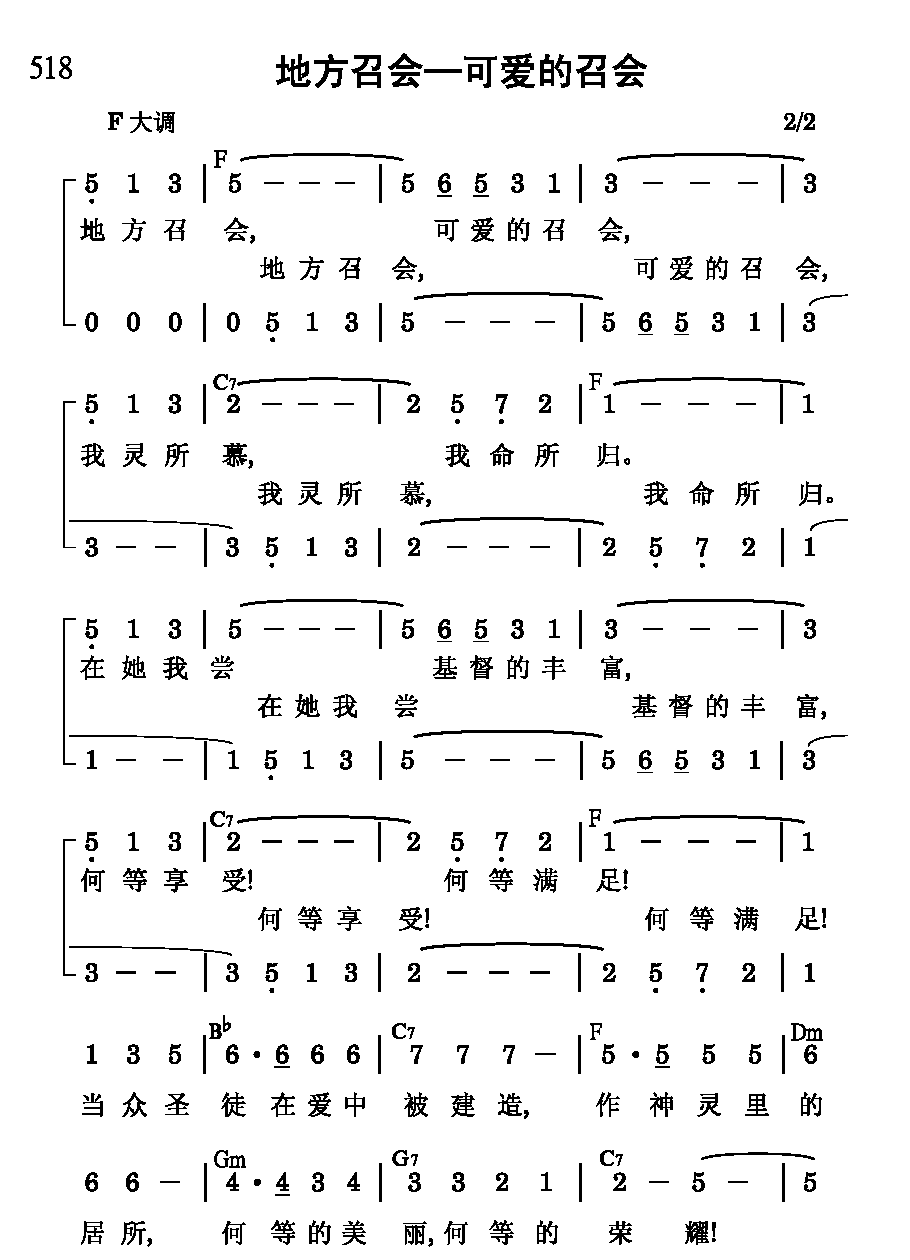 518
地方召会—可爱的召会
F 大调 2/2
F
5 1 3 | 5 — — — | 5 6 5 3 1 | 3 — — — | 3
地 方 召 会, 可 爱 的 召 会,
地 方 召 会, 可 爱 的 召 会,
0 0 0 | 0 5 1 3 | 5 — — — | 5 6 5 3 1 | 3
C7 F
5 1 3 | 2 — — — | 2 5 7 2 | 1 — — — | 1
我 灵 所 慕, 我 命 所 归。
我 灵 所 慕, 我 命 所 归。
3 — — | 3 5 1 3 | 2 — — — | 2 5 7 2 | 1
5 1 3 | 5 — — — | 5 6 5 3 1 | 3 — — — | 3
在 她 我 尝 基 督 的 丰 富,
在 她 我 尝 基 督 的 丰 富,
1 — — | 1 5 1 3 | 5 — — — | 5 6 5 3 1 | 3
C7 F
5 1 3 | 2 — — — | 2 5 7 2 | 1 — — — | 1
何 等 享 受! 何 等 满 足!
何 等 享 受! 何 等 满 足!
3 — — | 3 5 1 3 | 2 — — — | 2 5 7 2 | 1
B♭ C7 F Dm
1 3 5 | 6 · 6 6 6 | 7 7 7 — | 5 · 5 5 5 | 6
当 众 圣 徒 在 爱 中 被 建 造, 作 神 灵 里 的
Gm G7 C7
6 6 — | 4 · 4 3 4 | 3 3 2 1 | 2 — 5 — | 5
居 所, 何 等 的 美 丽, 何 等 的 荣 耀!